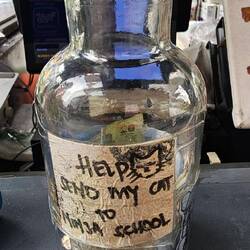 HELP
SEND MY CAT
TO
NINJA SCHOOL